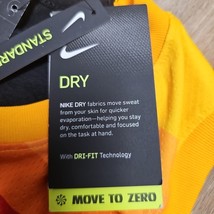 STANDARD
DRY
NIKE DRY fabrics move sweat
from your skin for quicker
evaporation—helping you stay
dry, comfortable and focused
on the task at hand.
With DRI-FIT Technology
MOVE TO ZERO